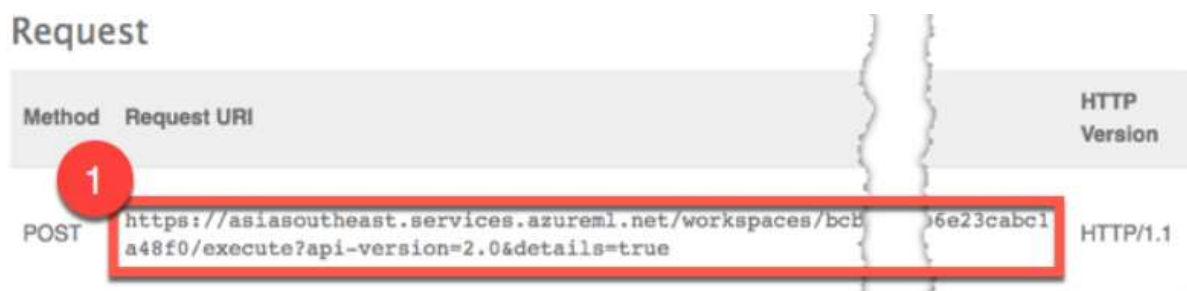 Request
Method Request URI HTTP Version
1
POST https://asiasoutheast.services.azureml.net/workspaces/bcb 6e23cabc1 HTTP/1.1
a48f0/execute?api-version=2.0&details=true